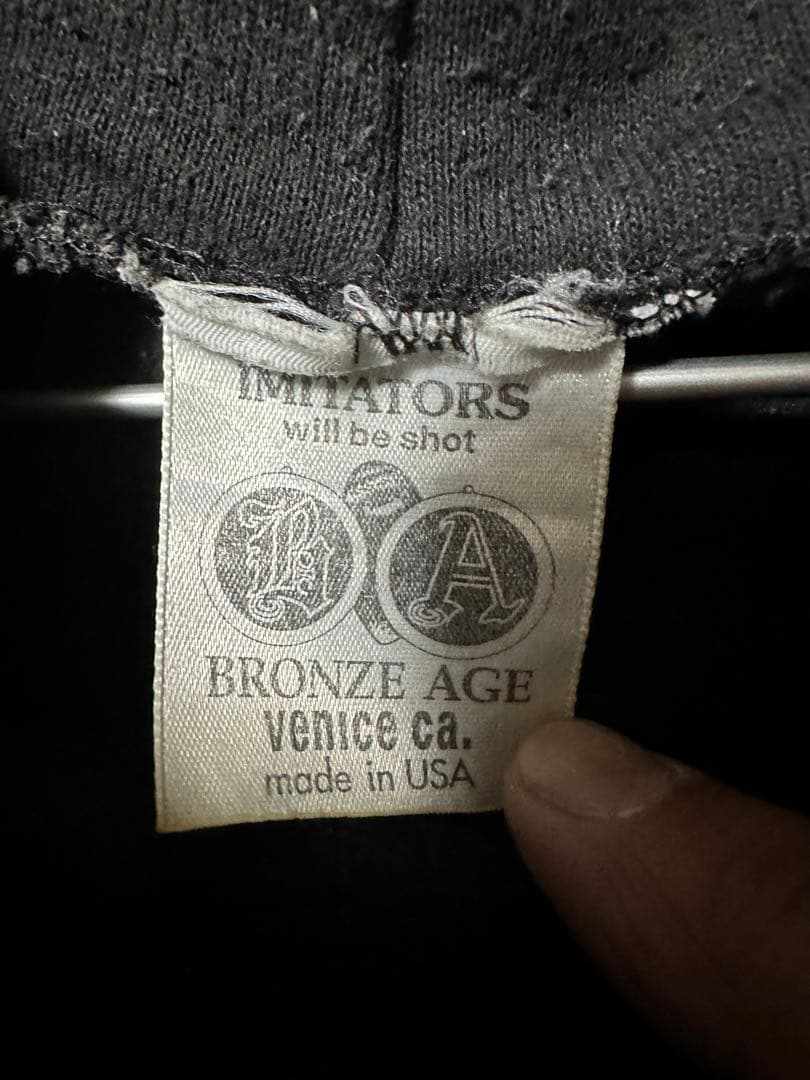 IMITATORS
will be shot
B A
BRONZE AGE
venice ca.
made in USA